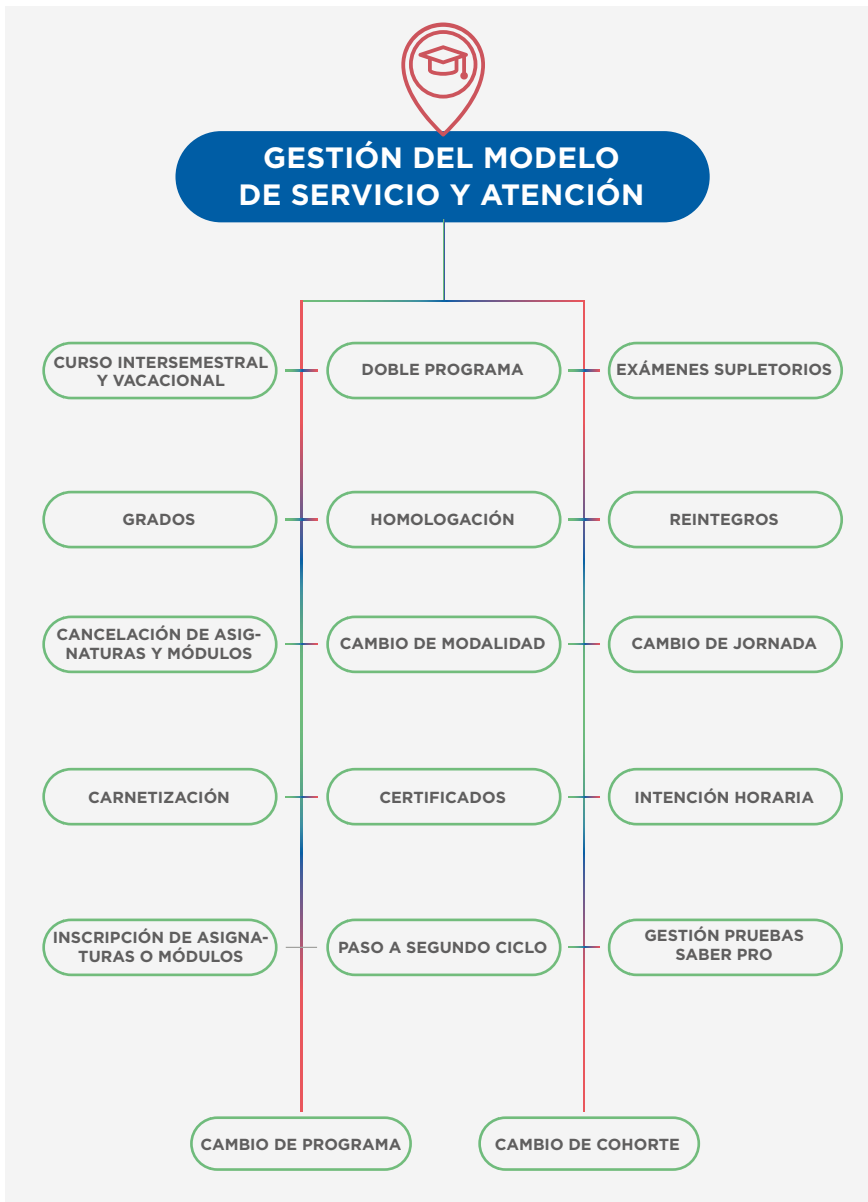 GESTIÓN DEL MODELO
DE SERVICIO Y ATENCIÓN
CURSO INTERSEMESTRAL
Y VACACIONAL
DOBLE PROGRAMA
EXÁMENES SUPLETORIOS
GRADOS
HOMOLOGACIÓN
REINTEGROS
CANCELACIÓN DE ASIG-
NATURAS Y MÓDULOS
CAMBIO DE MODALIDAD
CAMBIO DE JORNADA
CARNETIZACIÓN
CERTIFICADOS
INTENCIÓN HORARIA
INSCRIPCIÓN DE ASIGNA-
TURAS O MÓDULOS
PASO A SEGUNDO CICLO
GESTIÓN PRUEBAS
SABER PRO
CAMBIO DE PROGRAMA
CAMBIO DE COHORTE